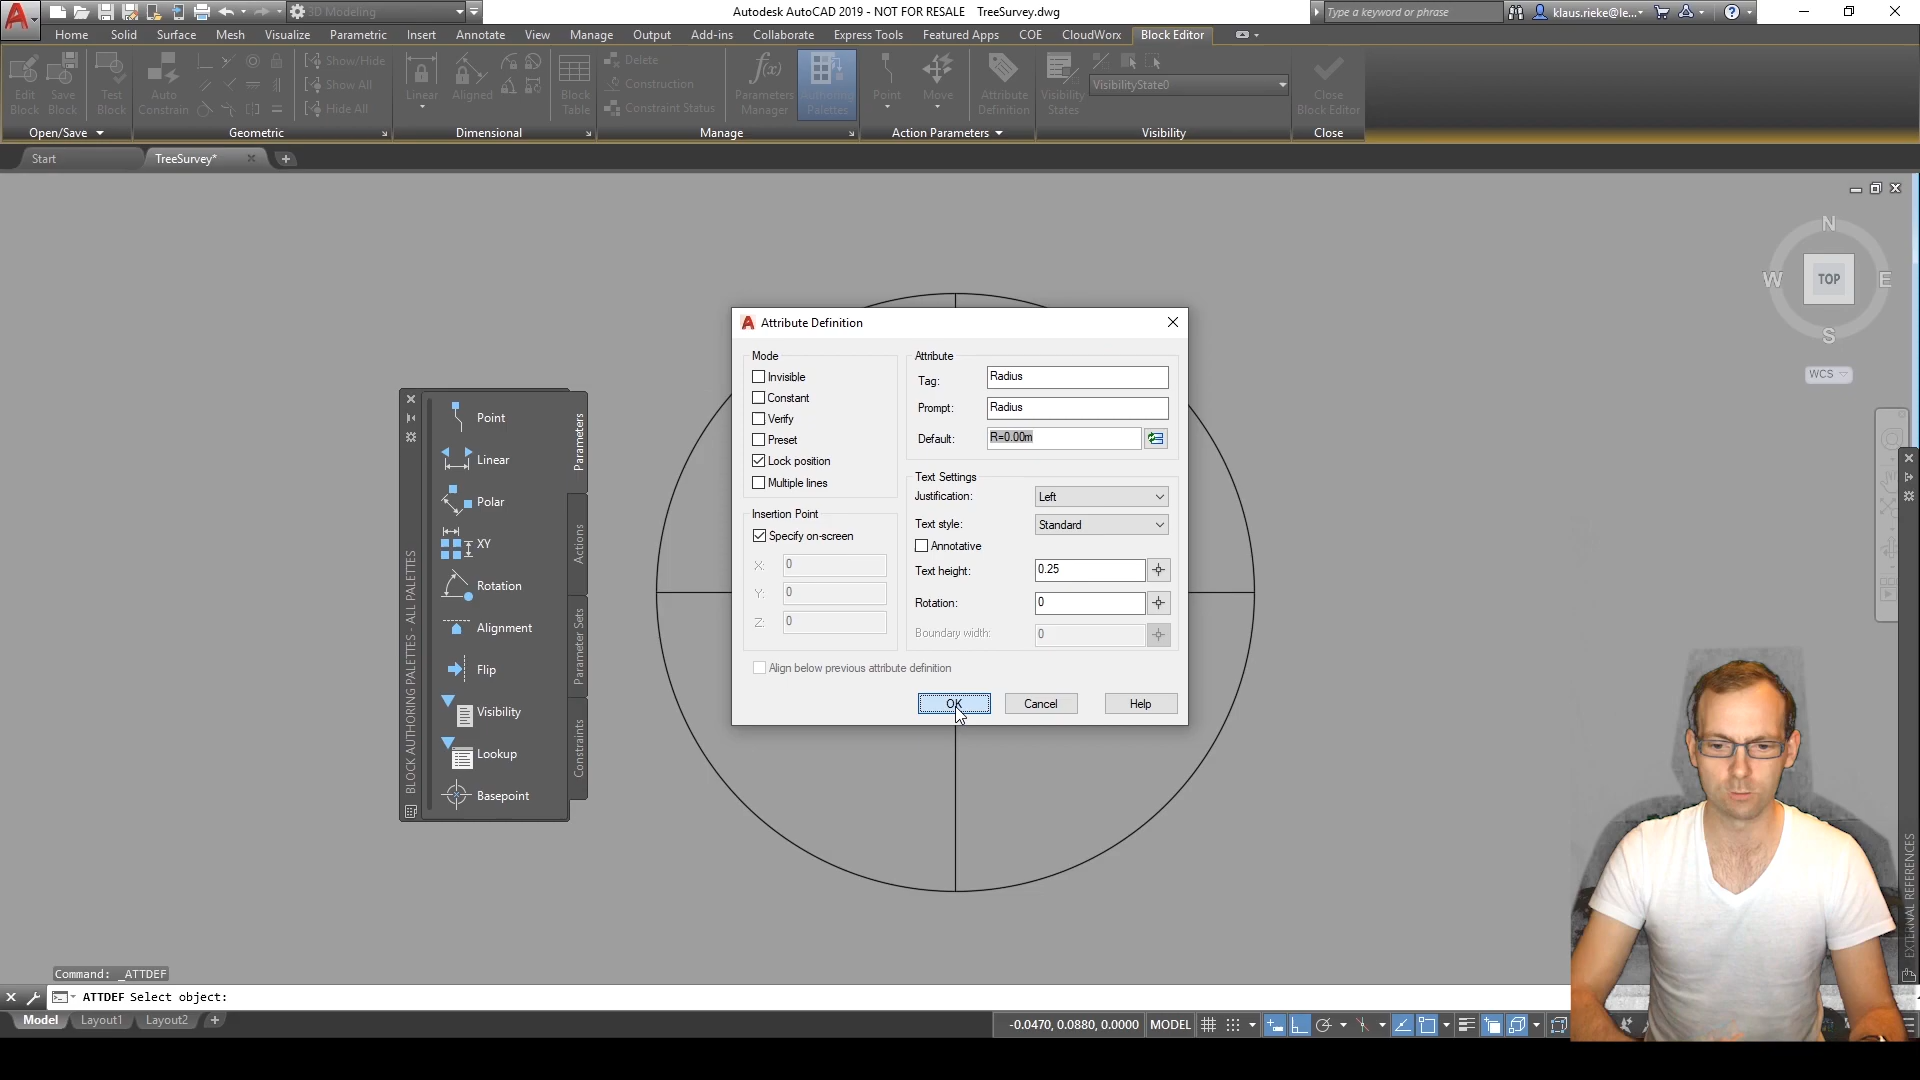 3D Modeling
Autodesk AutoCAD 2019 - NOT FOR RESALE TreeSurvey.dwg
Type a keyword or phrase
klaus.rieke@le...
Home Solid Surface Mesh Visualize Parametric Insert Annotate View Manage Output Add-ins Collaborate Express Tools Featured Apps COE CloudWorx Block Editor
Edit Block
Save Block
Test Block
Auto Constrain
Show/Hide
Show All
Hide All
Linear
Aligned
Block Table
Delete
Construction
Constraint Status
Parameters Manager
Authoring Palettes
Point
Move
Attribute Definition
Visibility States
VisibilityState0
Close Block Editor
Open/Save
Geometric
Dimensional
Manage
Action Parameters
Visibility
Close
Start
TreeSurvey*
N
W
TOP
E
S
WCS
BLOCK AUTHORING PALETTES - ALL PALETTES
Point
Linear
Polar
XY
Rotation
Alignment
Flip
Visibility
Lookup
Basepoint
Parameters
Actions
Parameter Sets
Constraints
Attribute Definition
Mode
Invisible
Constant
Verify
Preset
Lock position
Multiple lines
Insertion Point
Specify on-screen
X: 0
Y: 0
Z: 0
Attribute
Tag: Radius
Prompt: Radius
Default: R=0.00m
Text Settings
Justification: Left
Text style: Standard
Annotative
Text height: 0.25
Rotation: 0
Boundary width: 0
Align below previous attribute definition
OK
Cancel
Help
EXTERNAL REFERENCES
Command: _ATTDEF
ATTDEF Select object:
Model
Layout1
Layout2
-0.0470, 0.0880, 0.0000
MODEL